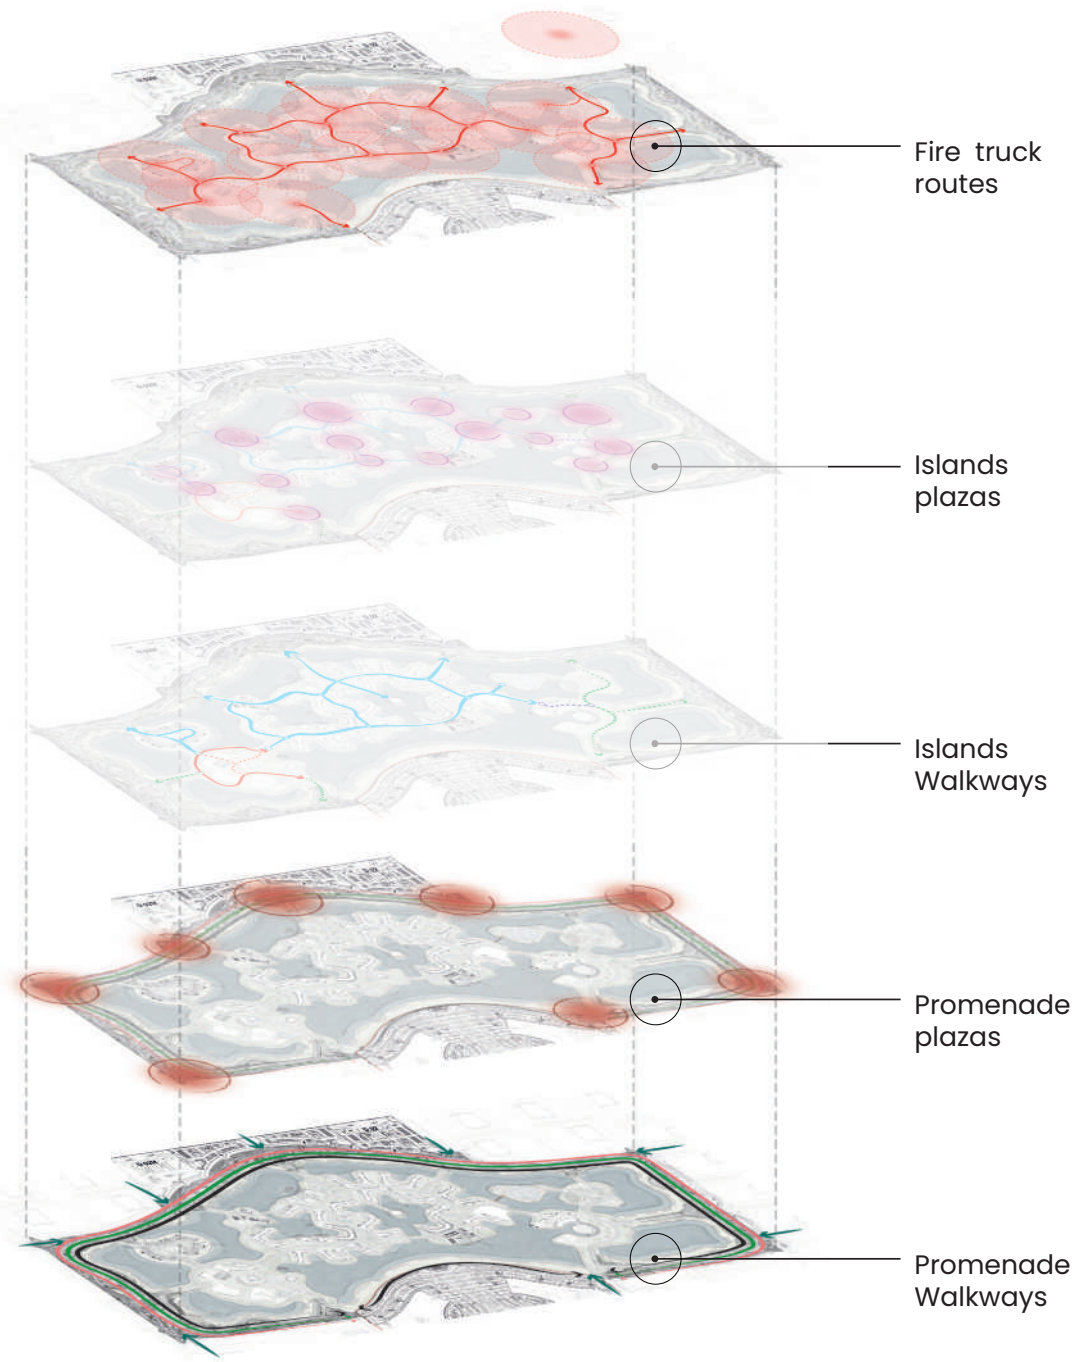 Fire truck
routes
Islands
plazas
Islands
Walkways
Promenade
plazas
Promenade
Walkways